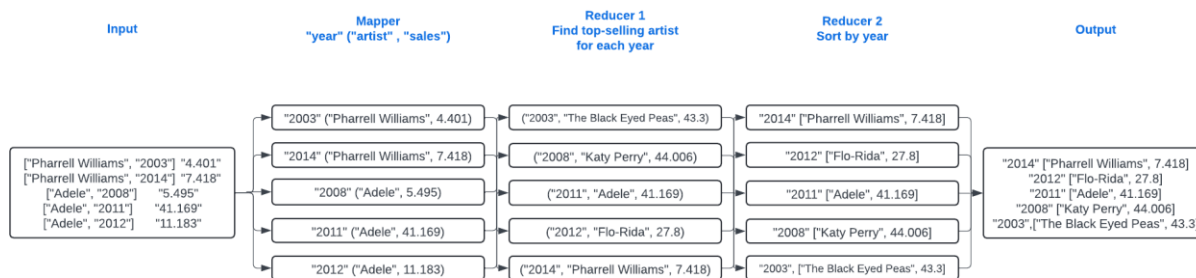 Input
Mapper
"year" ("artist" , "sales")
Reducer 1
Find top-selling artist
for each year
Reducer 2
Sort by year
Output
["Pharrell Williams", "2003"] "4.401"
["Pharrell Williams", "2014"] "7.418"
["Adele", "2008"] "5.495"
["Adele", "2011"] "41.169"
["Adele", "2012"] "11.183"
"2003" ("Pharrell Williams", 4.401)
"2014" ("Pharrell Williams", 7.418)
"2008" ("Adele", 5.495)
"2011" ("Adele", 41.169)
"2012" ("Adele", 11.183)
("2003", "The Black Eyed Peas", 43.3)
("2008", "Katy Perry", 44.006)
("2011", "Adele", 41.169)
("2012", "Flo-Rida", 27.8)
("2014", "Pharrell Williams", 7.418)
"2014" ["Pharrell Williams", 7.418]
"2012" ["Flo-Rida", 27.8]
"2011" ["Adele", 41.169]
"2008" ["Katy Perry", 44.006]
"2003", ["The Black Eyed Peas", 43.3]
"2014" ["Pharrell Williams", 7.418]
"2012" ["Flo-Rida", 27.8]
"2011" ["Adele", 41.169]
"2008" ["Katy Perry", 44.006]
"2003",["The Black Eyed Peas", 43.3]